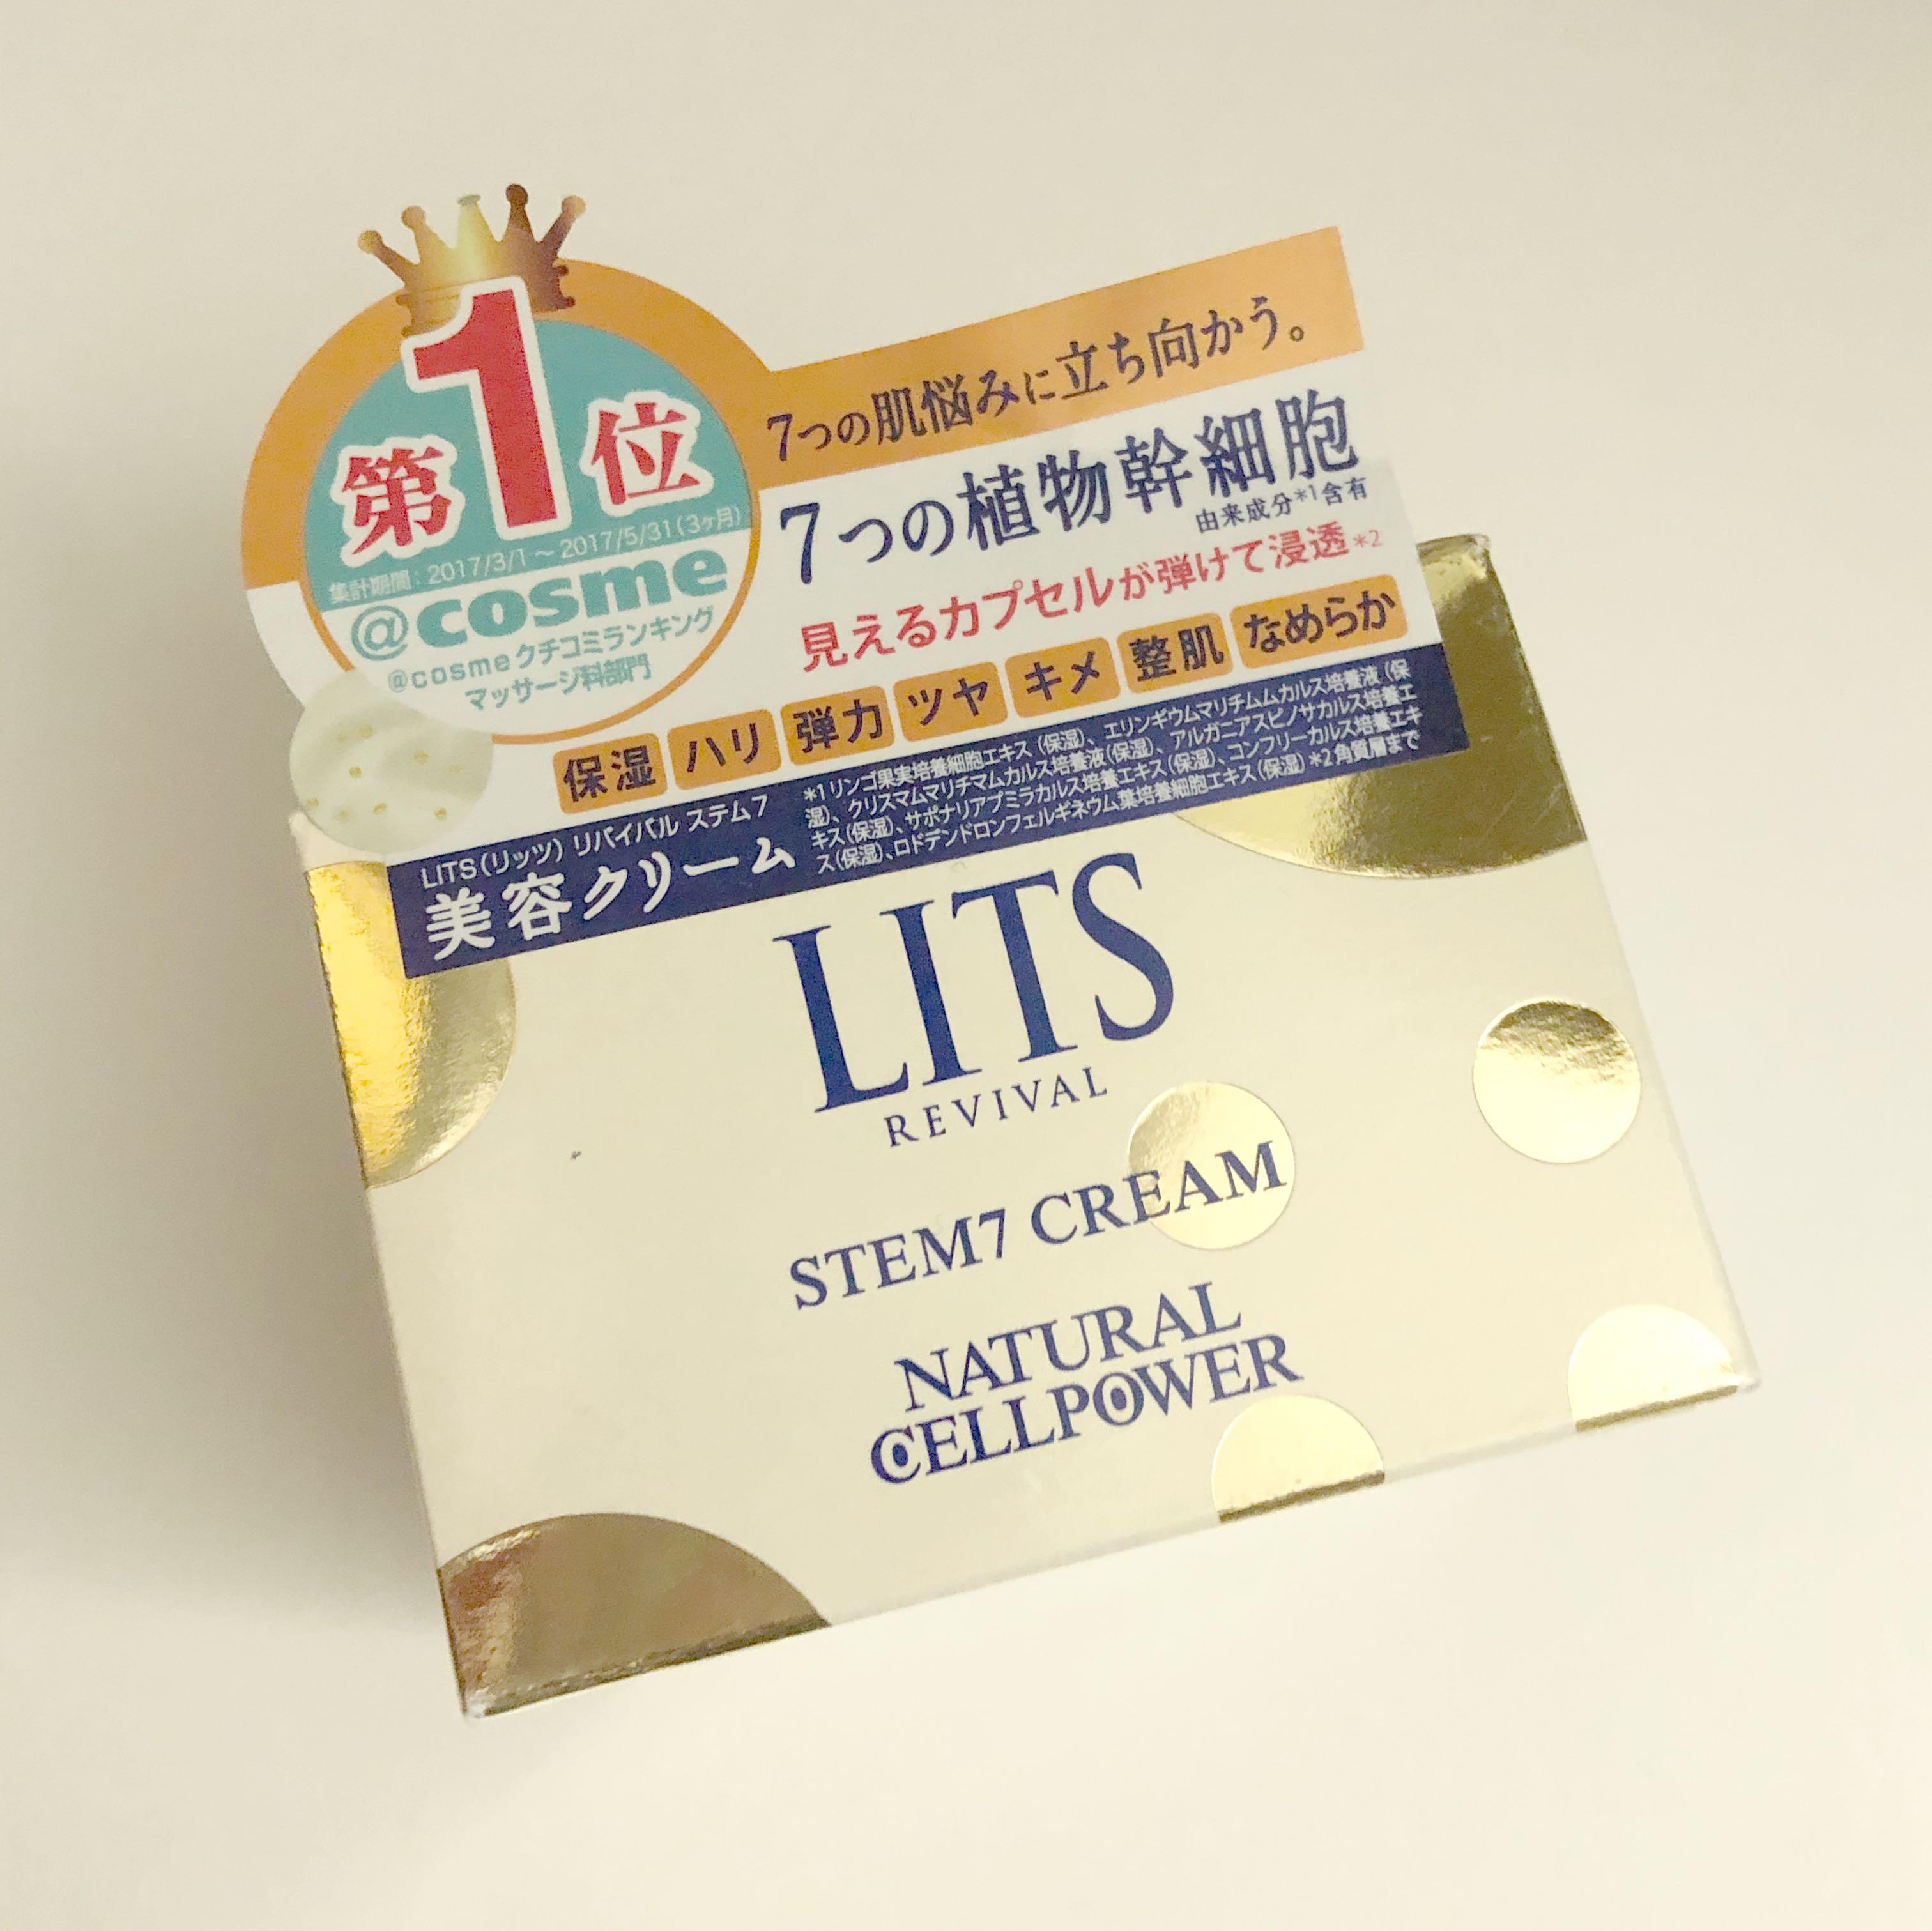 第1位
集計期間：2017/3/1～2017/5/31(3ヶ月)
@cosme
@cosmeクチコミランキング
マッサージ料部門
7つの肌悩みに立ち向かう。
7つの植物幹細胞
由来成分*1含有
見えるカプセルが弾けて浸透*2
保湿 ハリ 弾力 ツヤ キメ 整肌 なめらか
LITS(リッツ) リバイバル ステム7
美容クリーム
*1リンゴ果実培養細胞エキス(保湿)、エリンギウムマリチムムカルス培養液(保
湿)、クリスマムマリチマムカルス培養液(保湿)、アルガニアスピノサカルス培養エ
キス(保湿)、サポナリアプミラカルス培養エキス(保湿)、コンフリーカルス培養エキ
ス(保湿)、ロドデンドロンフェルギネウム葉培養細胞エキス(保湿) *2角質層まで
LITS
REVIVAL
STEM7 CREAM
NATURAL
CELLPOWER